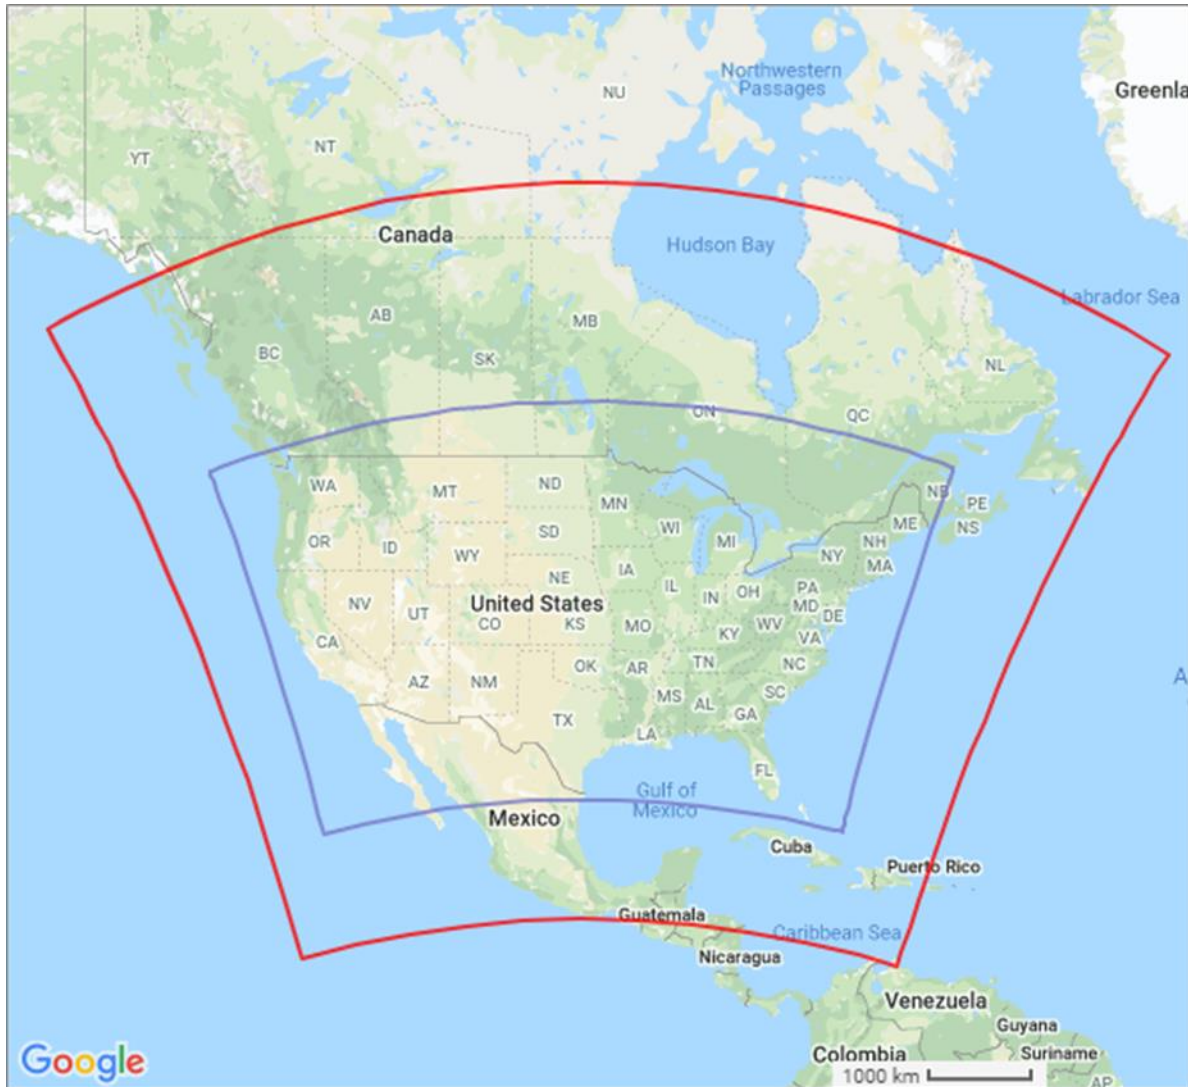 Northwestern
Passages
Greenla
NU
NT
YT
Canada
Hudson Bay
Labrador Sea
AB
MB
BC
SK
NL
ON
QC
WA
MT
ND
MN
NB
PE
NS
ME
OR
ID
WY
SD
WI
MI
NY
NH
MA
NV
UT
NE
IA
IL
IN
OH
PA
MD
DE
United States
CO
KS
MO
KY
WV
VA
CA
AZ
NM
OK
AR
TN
NC
MS
AL
SC
GA
TX
LA
FL
A
Gulf of
Mexico
Mexico
Cuba
Puerto Rico
Guatemala
Caribbean Sea
Nicaragua
Venezuela
Guyana
Suriname
Colombia
AP
Google
1000 km